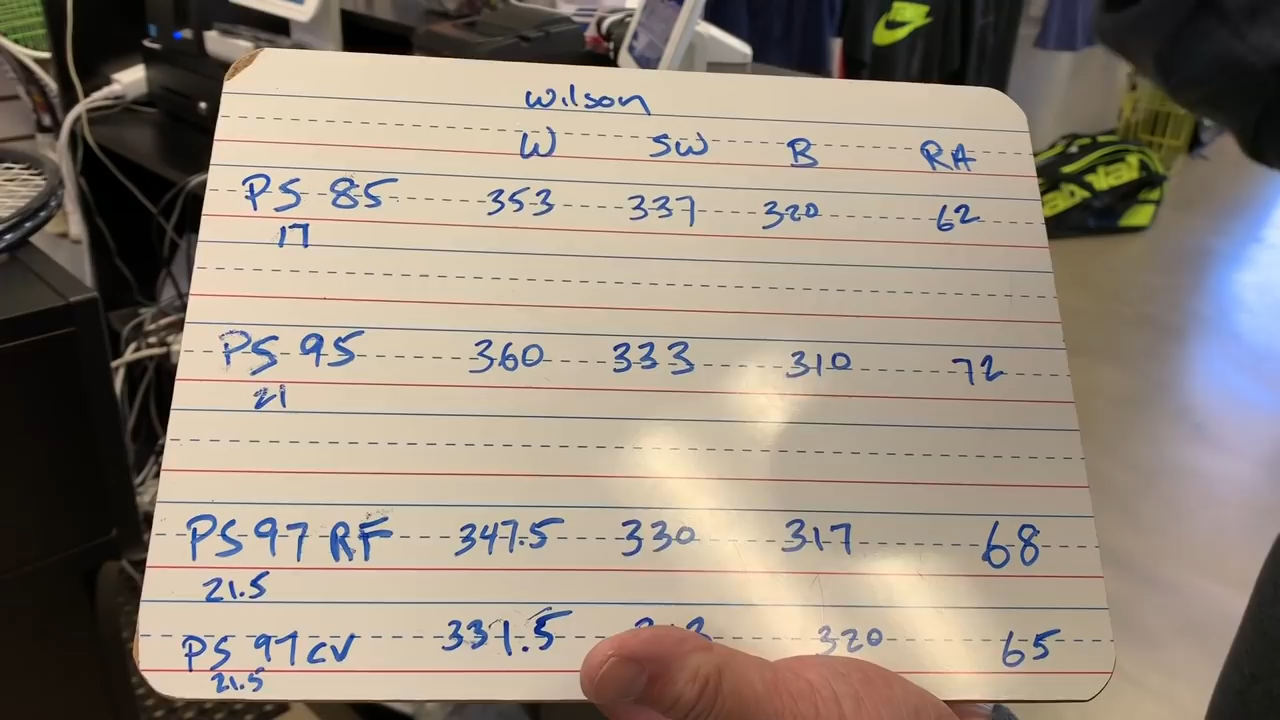 Wilson
W SW B RA
PS 85 353 337 320 62
17
PS 95 360 333 310 72
21
PS 97 RF 347.5 330 317 68
21.5
PS 97 CV 331.5 320 65
21.5